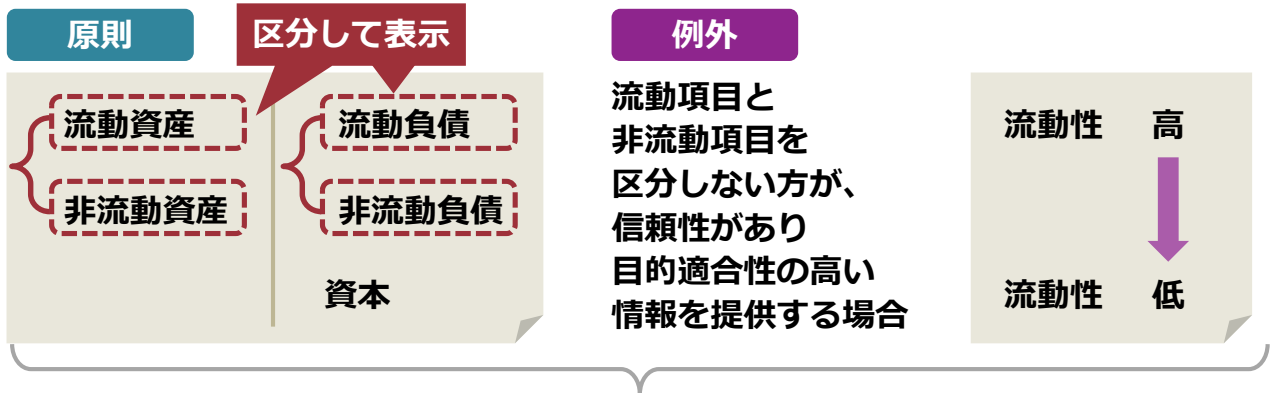 原則
区分して表示
流動資産
非流動資産
流動負債
非流動負債
資本
例外
流動項目と
非流動項目を
区分しない方が、
信頼性があり
目的適合性の高い
情報を提供する場合
流動性 高
流動性 低